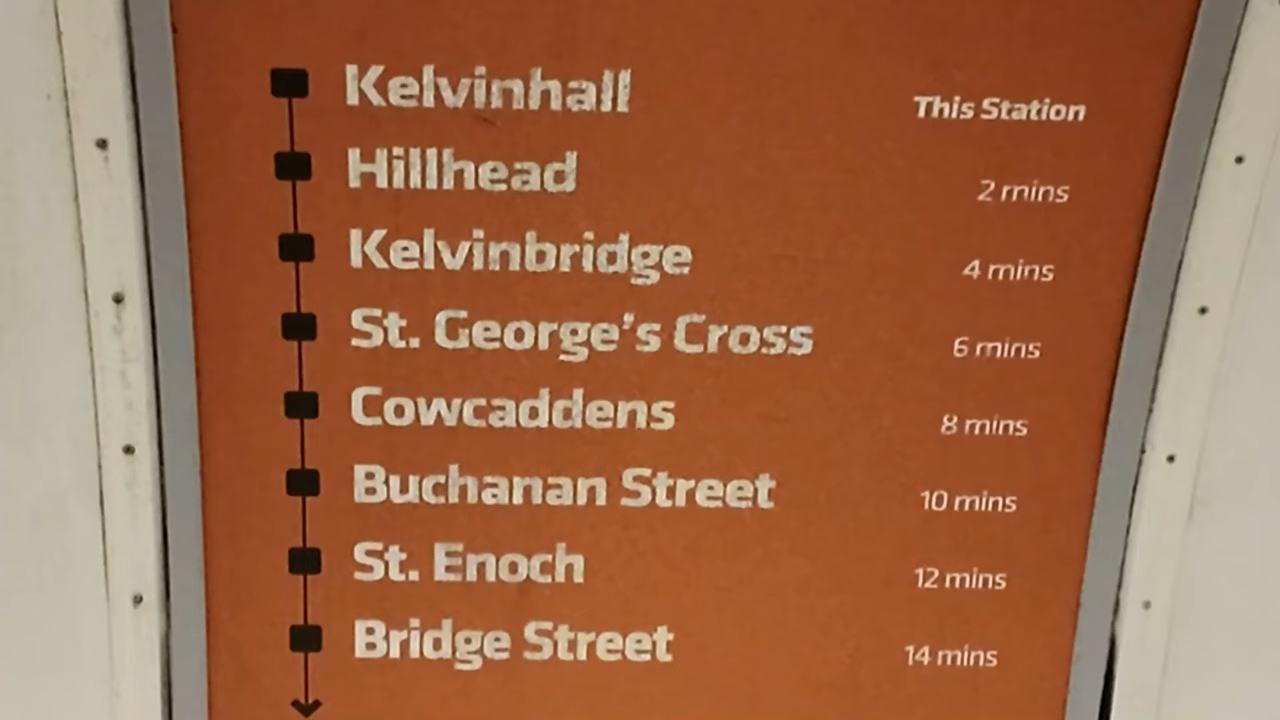 Kelvinhall This Station
Hillhead 2 mins
Kelvinbridge 4 mins
St. George's Cross 6 mins
Cowcaddens 8 mins
Buchanan Street 10 mins
St. Enoch 12 mins
Bridge Street 14 mins